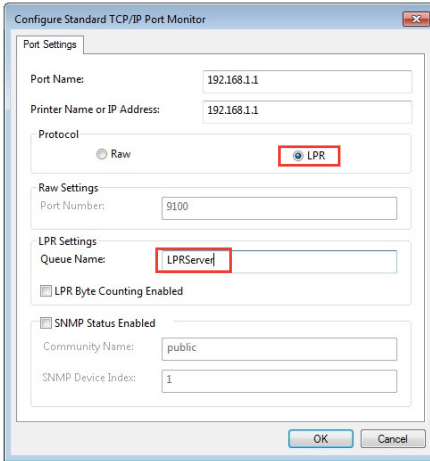 Configure Standard TCP/IP Port Monitor
Port Settings
Port Name: 192.168.1.1
Printer Name or IP Address: 192.168.1.1
Protocol
Raw LPR
Raw Settings
Port Number: 9100
LPR Settings
Queue Name: LPRServer
LPR Byte Counting Enabled
SNMP Status Enabled
Community Name: public
SNMP Device Index: 1
OK Cancel